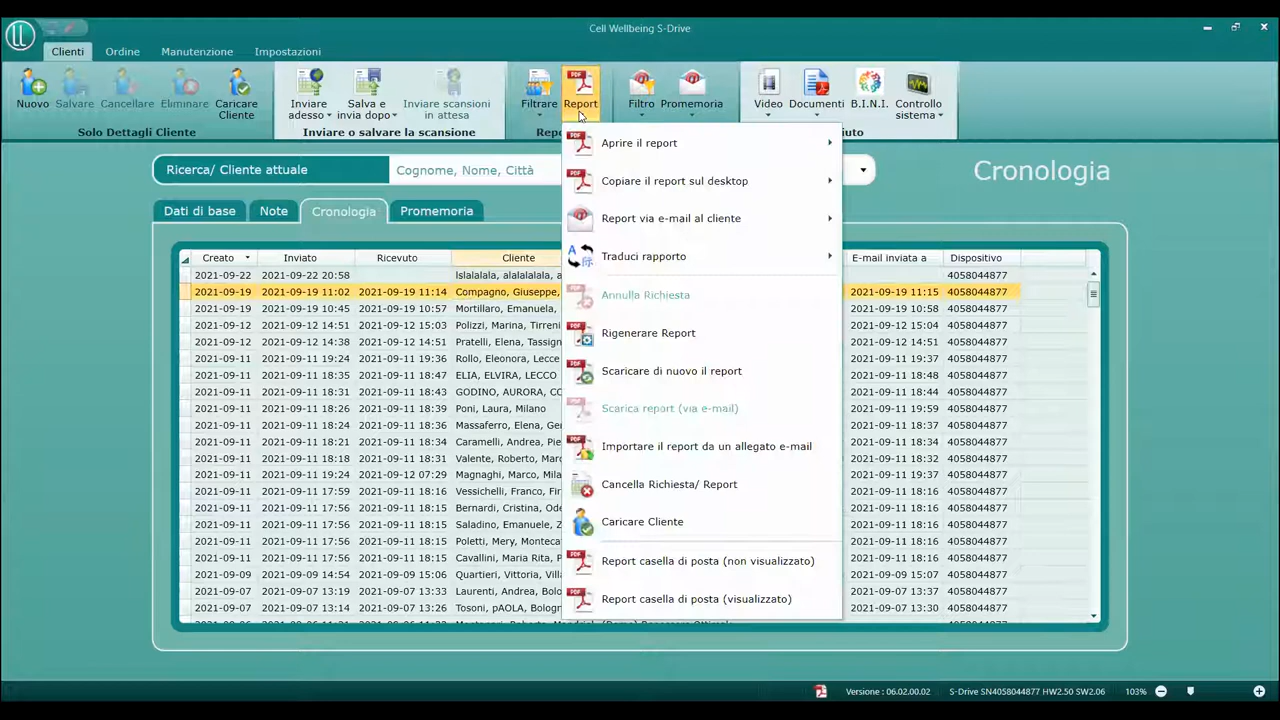 Cell Wellbeing S-Drive
Clienti Ordine Manutenzione Impostazioni
Nuovo Salvare Cancellare Eliminare Caricare Cliente
Solo Dettagli Cliente
Inviare adesso Salva e invia dopo Inviare scansioni in attesa
Inviare o salvare la scansione
Filtrare Report
Filtro Promemoria
Video Documenti B.I.N.I. Controllo sistema
Ricerca/ Cliente attuale Cognome, Nome, Città
Cronologia
Dati di base Note Cronologia Promemoria
Aprire il report
Copiare il report sul desktop
Report via e-mail al cliente
Traduci rapporto
Annulla Richiesta
Rigenerare Report
Scaricare di nuovo il report
Scarica report (via e-mail)
Importare il report da un allegato e-mail
Cancella Richiesta/ Report
Caricare Cliente
Report casella di posta (non visualizzato)
Report casella di posta (visualizzato)
Creato Inviato Ricevuto Cliente E-mail inviata a Dispositivo
2021-09-22 2021-09-22 20:58 lslalalala, alalalalala, a 4058044877
2021-09-19 2021-09-19 11:02 2021-09-19 11:14 Compagno, Giuseppe, 2021-09-19 11:15 4058044877
2021-09-19 2021-09-19 10:45 2021-09-19 10:57 Mortillaro, Emanuela, 2021-09-19 10:58 4058044877
2021-09-12 2021-09-12 14:51 2021-09-12 15:03 Polizzi, Marina, Tirreni 2021-09-12 15:04 4058044877
2021-09-12 2021-09-12 14:38 2021-09-12 14:51 Pratelli, Elena, Tassign 2021-09-12 14:51 4058044877
2021-09-11 2021-09-11 19:24 2021-09-11 19:36 Rollo, Eleonora, Lecce 2021-09-11 19:37 4058044877
2021-09-11 2021-09-11 18:35 2021-09-11 18:47 ELIA, ELVIRA, LECCO 2021-09-11 18:48 4058044877
2021-09-11 2021-09-11 18:31 2021-09-11 18:43 GODINO, AURORA, CO 2021-09-11 18:44 4058044877
2021-09-11 2021-09-11 18:26 2021-09-11 18:39 Poni, Laura, Milano 2021-09-11 19:59 4058044877
2021-09-11 2021-09-11 18:24 2021-09-11 18:36 Massaferro, Elena, Ge 2021-09-11 18:37 4058044877
2021-09-11 2021-09-11 18:21 2021-09-11 18:34 Caramelli, Andrea, Pie 2021-09-11 18:34 4058044877
2021-09-11 2021-09-11 18:18 2021-09-11 18:31 Valente, Roberto, Marc 2021-09-11 18:32 4058044877
2021-09-11 2021-09-11 19:24 2021-09-12 07:29 Magnaghi, Marco, Mila 2021-09-11 19:37 4058044877
2021-09-11 2021-09-11 17:59 2021-09-11 18:16 Vessichelli, Franco, Fir 2021-09-11 18:16 4058044877
2021-09-11 2021-09-11 17:56 2021-09-11 18:15 Bernardi, Cristina, Ode 2021-09-11 18:16 4058044877
2021-09-11 2021-09-11 17:56 2021-09-11 18:15 Saladino, Emanuele, Z 2021-09-11 18:16 4058044877
2021-09-11 2021-09-11 17:56 2021-09-11 18:15 Poletti, Mery, Monteca 2021-09-11 18:16 4058044877
2021-09-11 2021-09-11 17:56 2021-09-11 18:15 Cavallini, Maria Rita, P 2021-09-11 18:16 4058044877
2021-09-09 2021-09-09 14:54 2021-09-09 15:06 Quartieri, Vittoria, Villa 2021-09-09 15:07 4058044877
2021-09-07 2021-09-07 13:19 2021-09-07 13:31 Laurenti, Andrea, Bolo 2021-09-07 13:37 4058044877
2021-09-07 2021-09-07 13:14 2021-09-07 13:26 Tosoni, pAOLA, Bologn 2021-09-07 13:30 4058044877
Versione : 06.02.00.02 S-Drive SN4058044877 HW2.50 SW2.06 103%